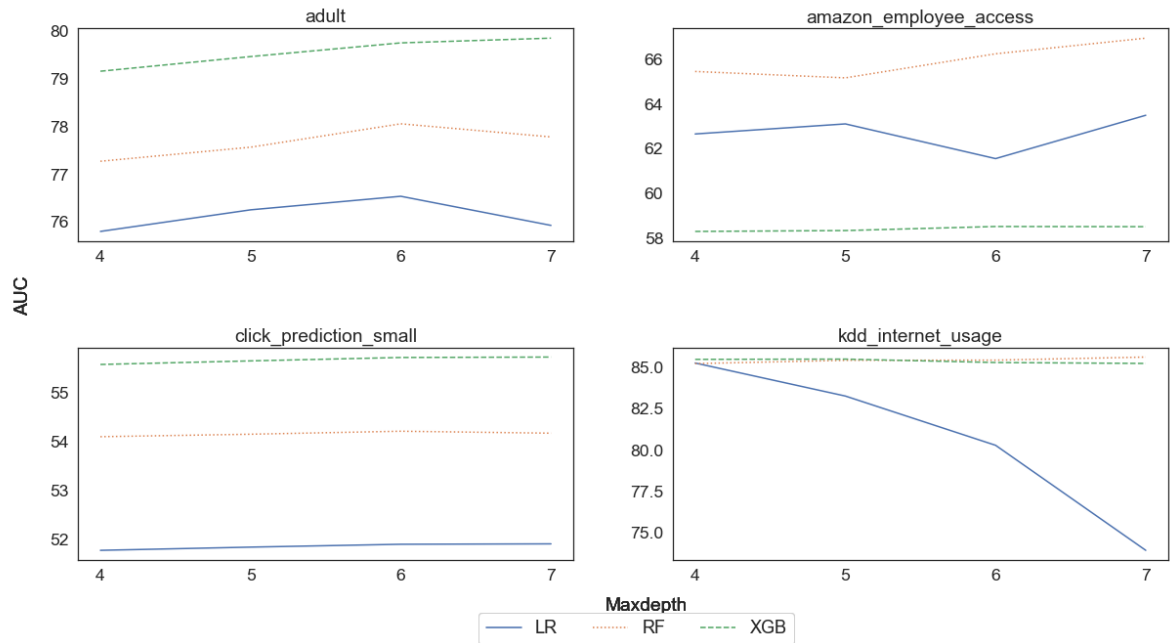 adult
80
79
78
77
76
4 5 6 7
amazon_employee_access
66
64
62
60
58
4 5 6 7
AUC
click_prediction_small
55
54
53
52
4 5 6 7
kdd_internet_usage
85.0
82.5
80.0
77.5
75.0
4 5 6 7
Maxdepth
LR RF XGB